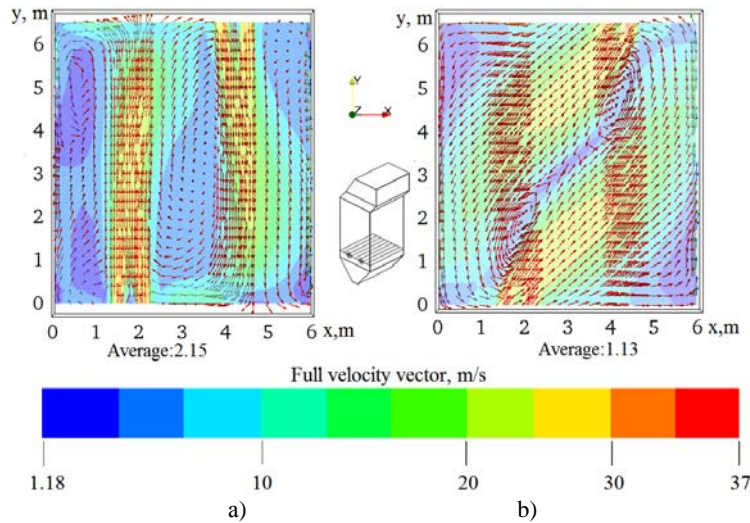 y, m
6
5
4
3
2
1
0
0 1 2 3 4 5 6 x,m
Average:2.15
Y
Z X
y, m
6
5
4
3
2
1
0
0 1 2 3 4 5 6 x,m
Average:1.13
Full velocity vector, m/s
1.18 10 20 30 37
a) b)